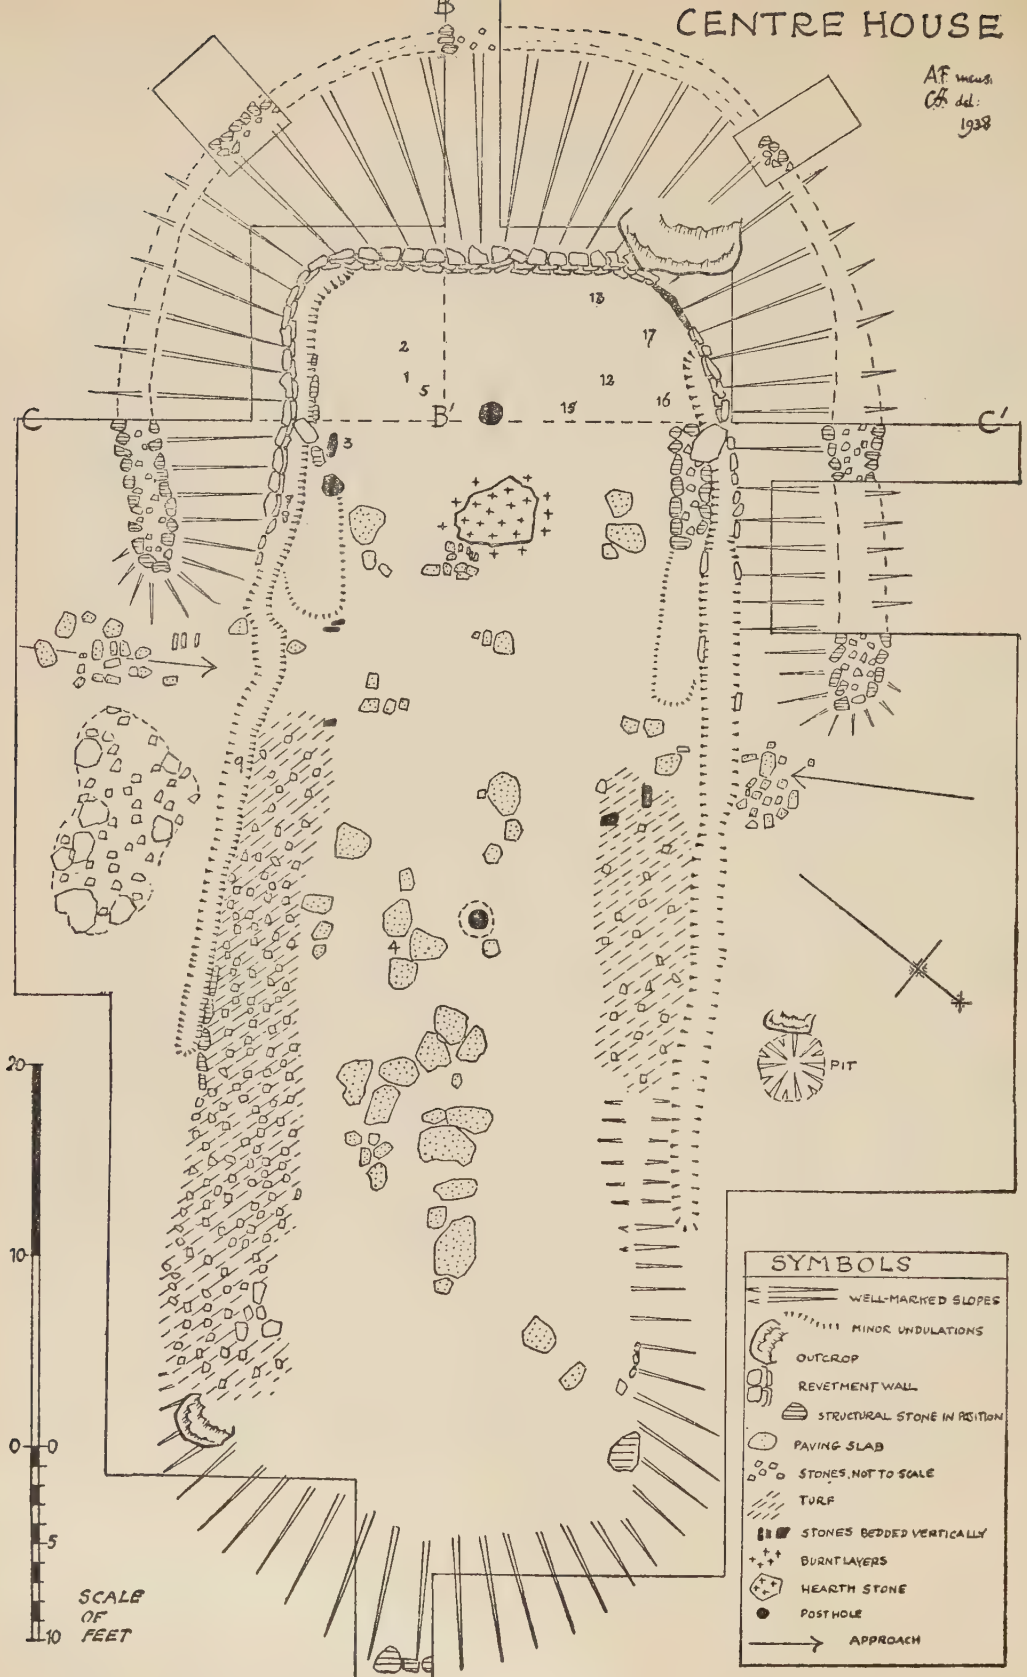 B
CENTRE HOUSE
A.F. mens.
del:
1938
13
2
17
1
5
12
16
B'
15
C
C'
3
4
PIT
20
10
0
0
5
10
SCALE
OF
FEET
SYMBOLS
WELL-MARKED SLOPES
MINOR UNDULATIONS
OUTCROP
REVETMENT WALL
STRUCTURAL STONE IN POSITION
PAVING SLAB
STONES, NOT TO SCALE
TURF
STONES BEDDED VERTICALLY
BURNT LAYERS
HEARTH STONE
POST HOLE
APPROACH